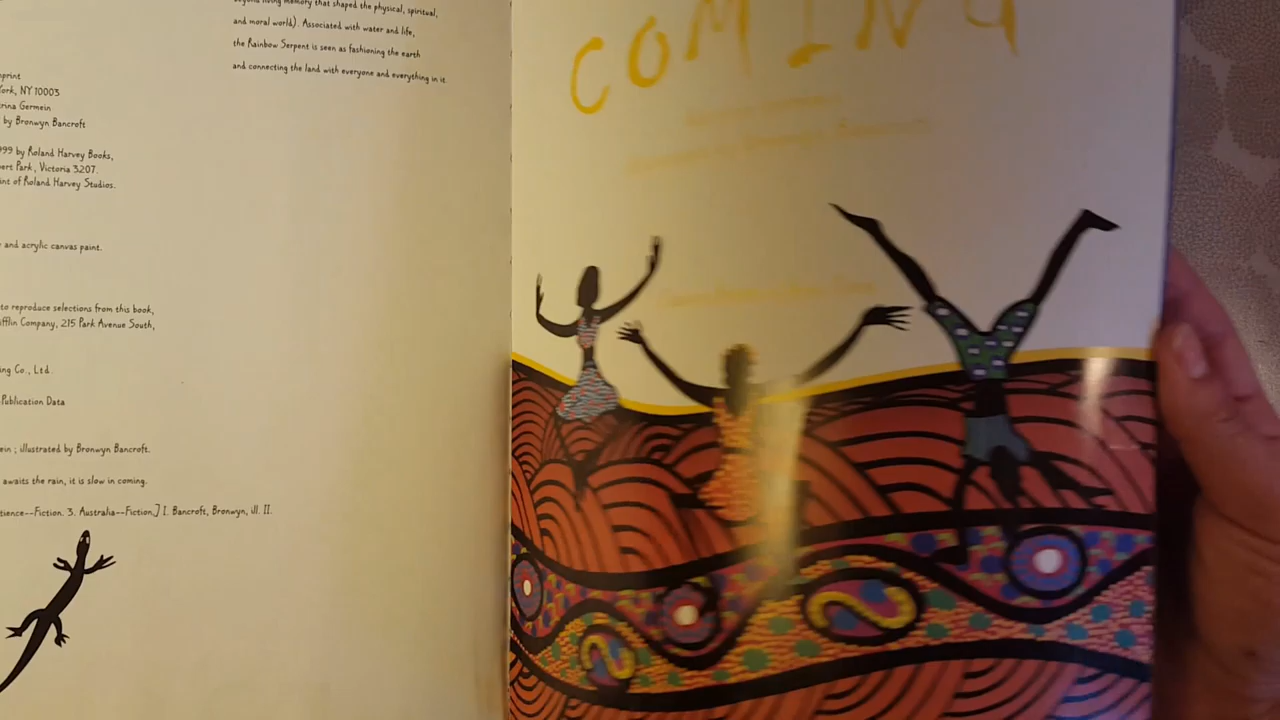 beyond living memory that shaped the physical, spiritual,
and moral world). Associated with water and life,
the Rainbow Serpent is seen as fashioning the earth
and connecting the land with everyone and everything in it.
print
ork, NY 10003
rina Germein
by Bronwyn Bancroft
999 by Roland Harvey Books,
ert Park, Victoria 3207.
int of Roland Harvey Studios.
and acrylic canvas paint.
to reproduce selections from this book,
ifflin Company, 215 Park Avenue South,
ing Co., Ltd.
Publication Data
ein ; illustrated by Bronwyn Bancroft.
awaits the rain, it is slow in coming.
tience--Fiction. 3. Australia--Fiction.] I. Bancroft, Bronwyn, ill. II.
COMING